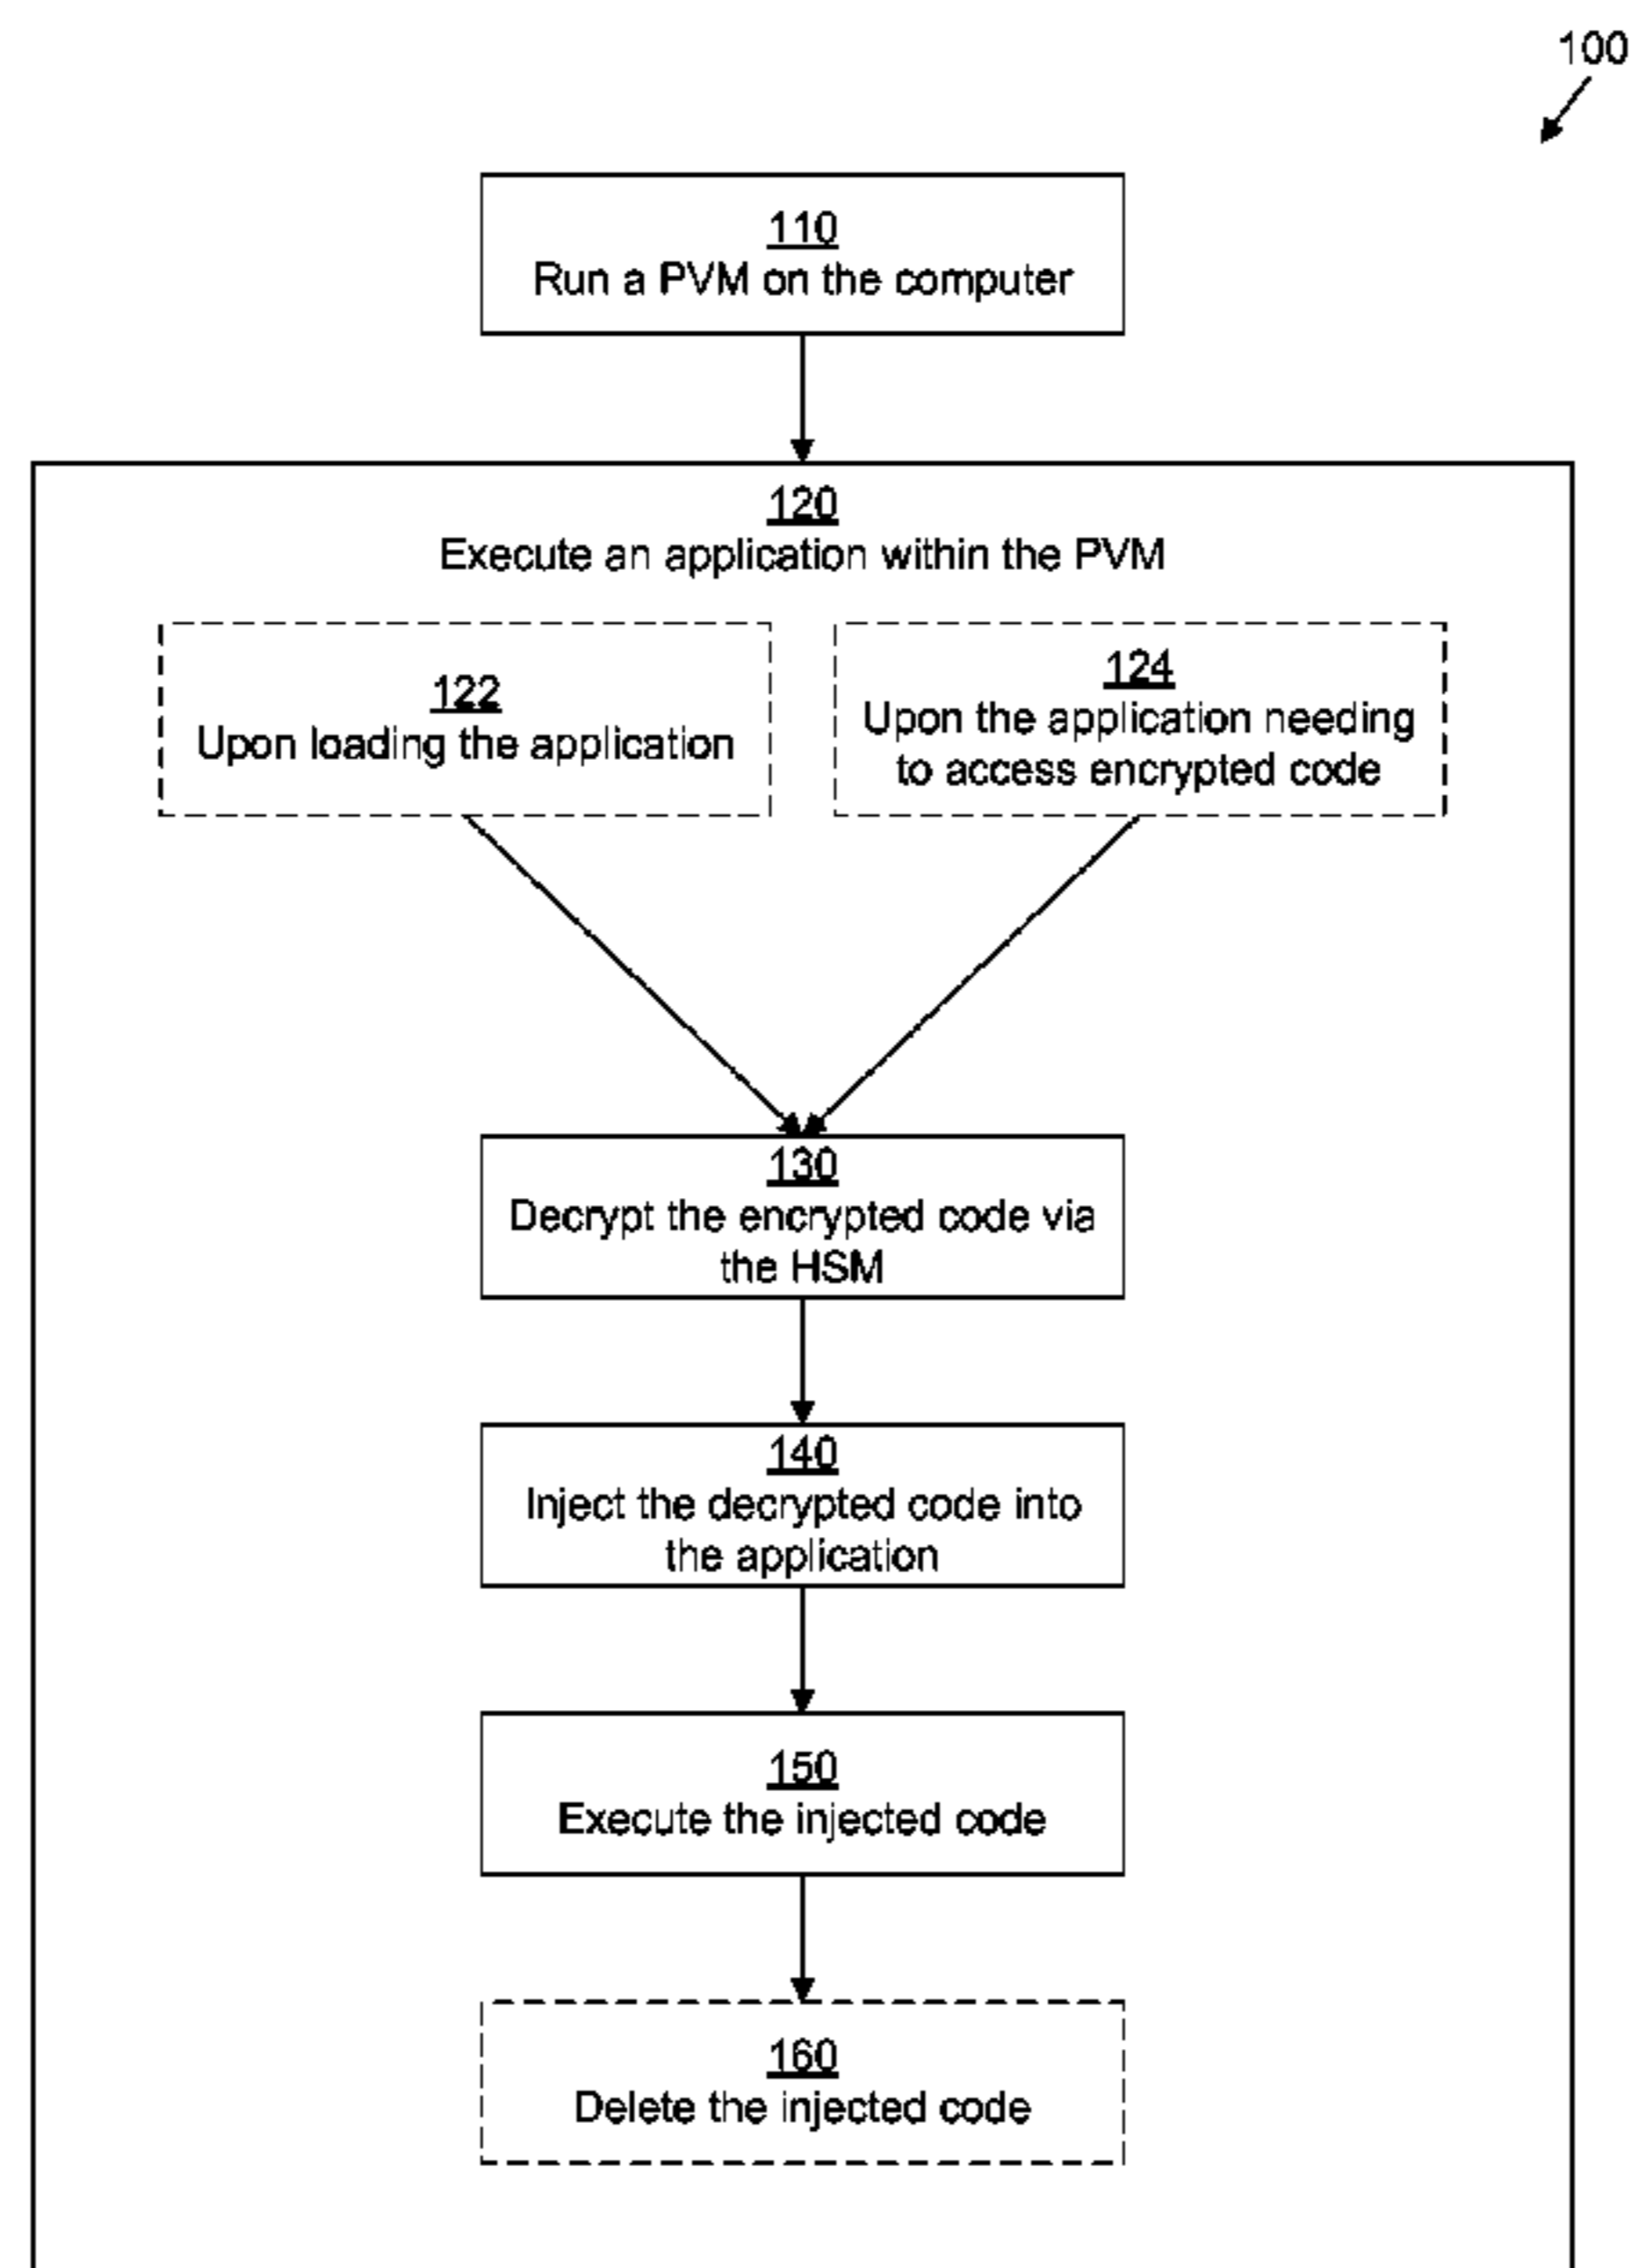 100
110
Run a PVM on the computer
120
Execute an application within the PVM
122
Upon loading the application
124
Upon the application needing
to access encrypted code
130
Decrypt the encrypted code via
the HSM
140
Inject the decrypted code into
the application
150
Execute the injected code
160
Delete the injected code